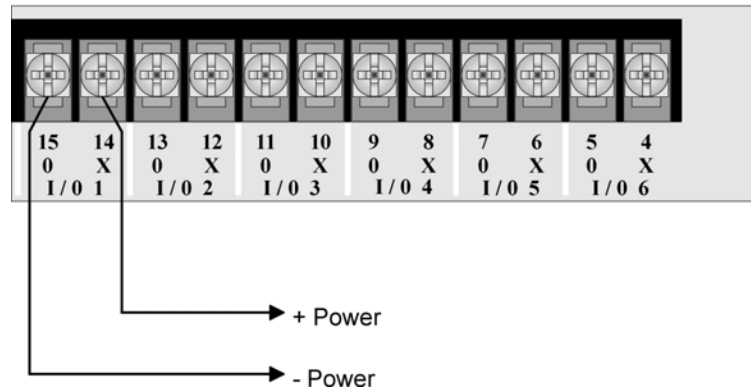 15 14 13 12 11 10 9 8 7 6 5 4
0 X 0 X 0 X 0 X 0 X 0 X
I / 0 1 I / 0 2 I / 0 3 I / 0 4 I / 0 5 I / 0 6
+ Power
- Power